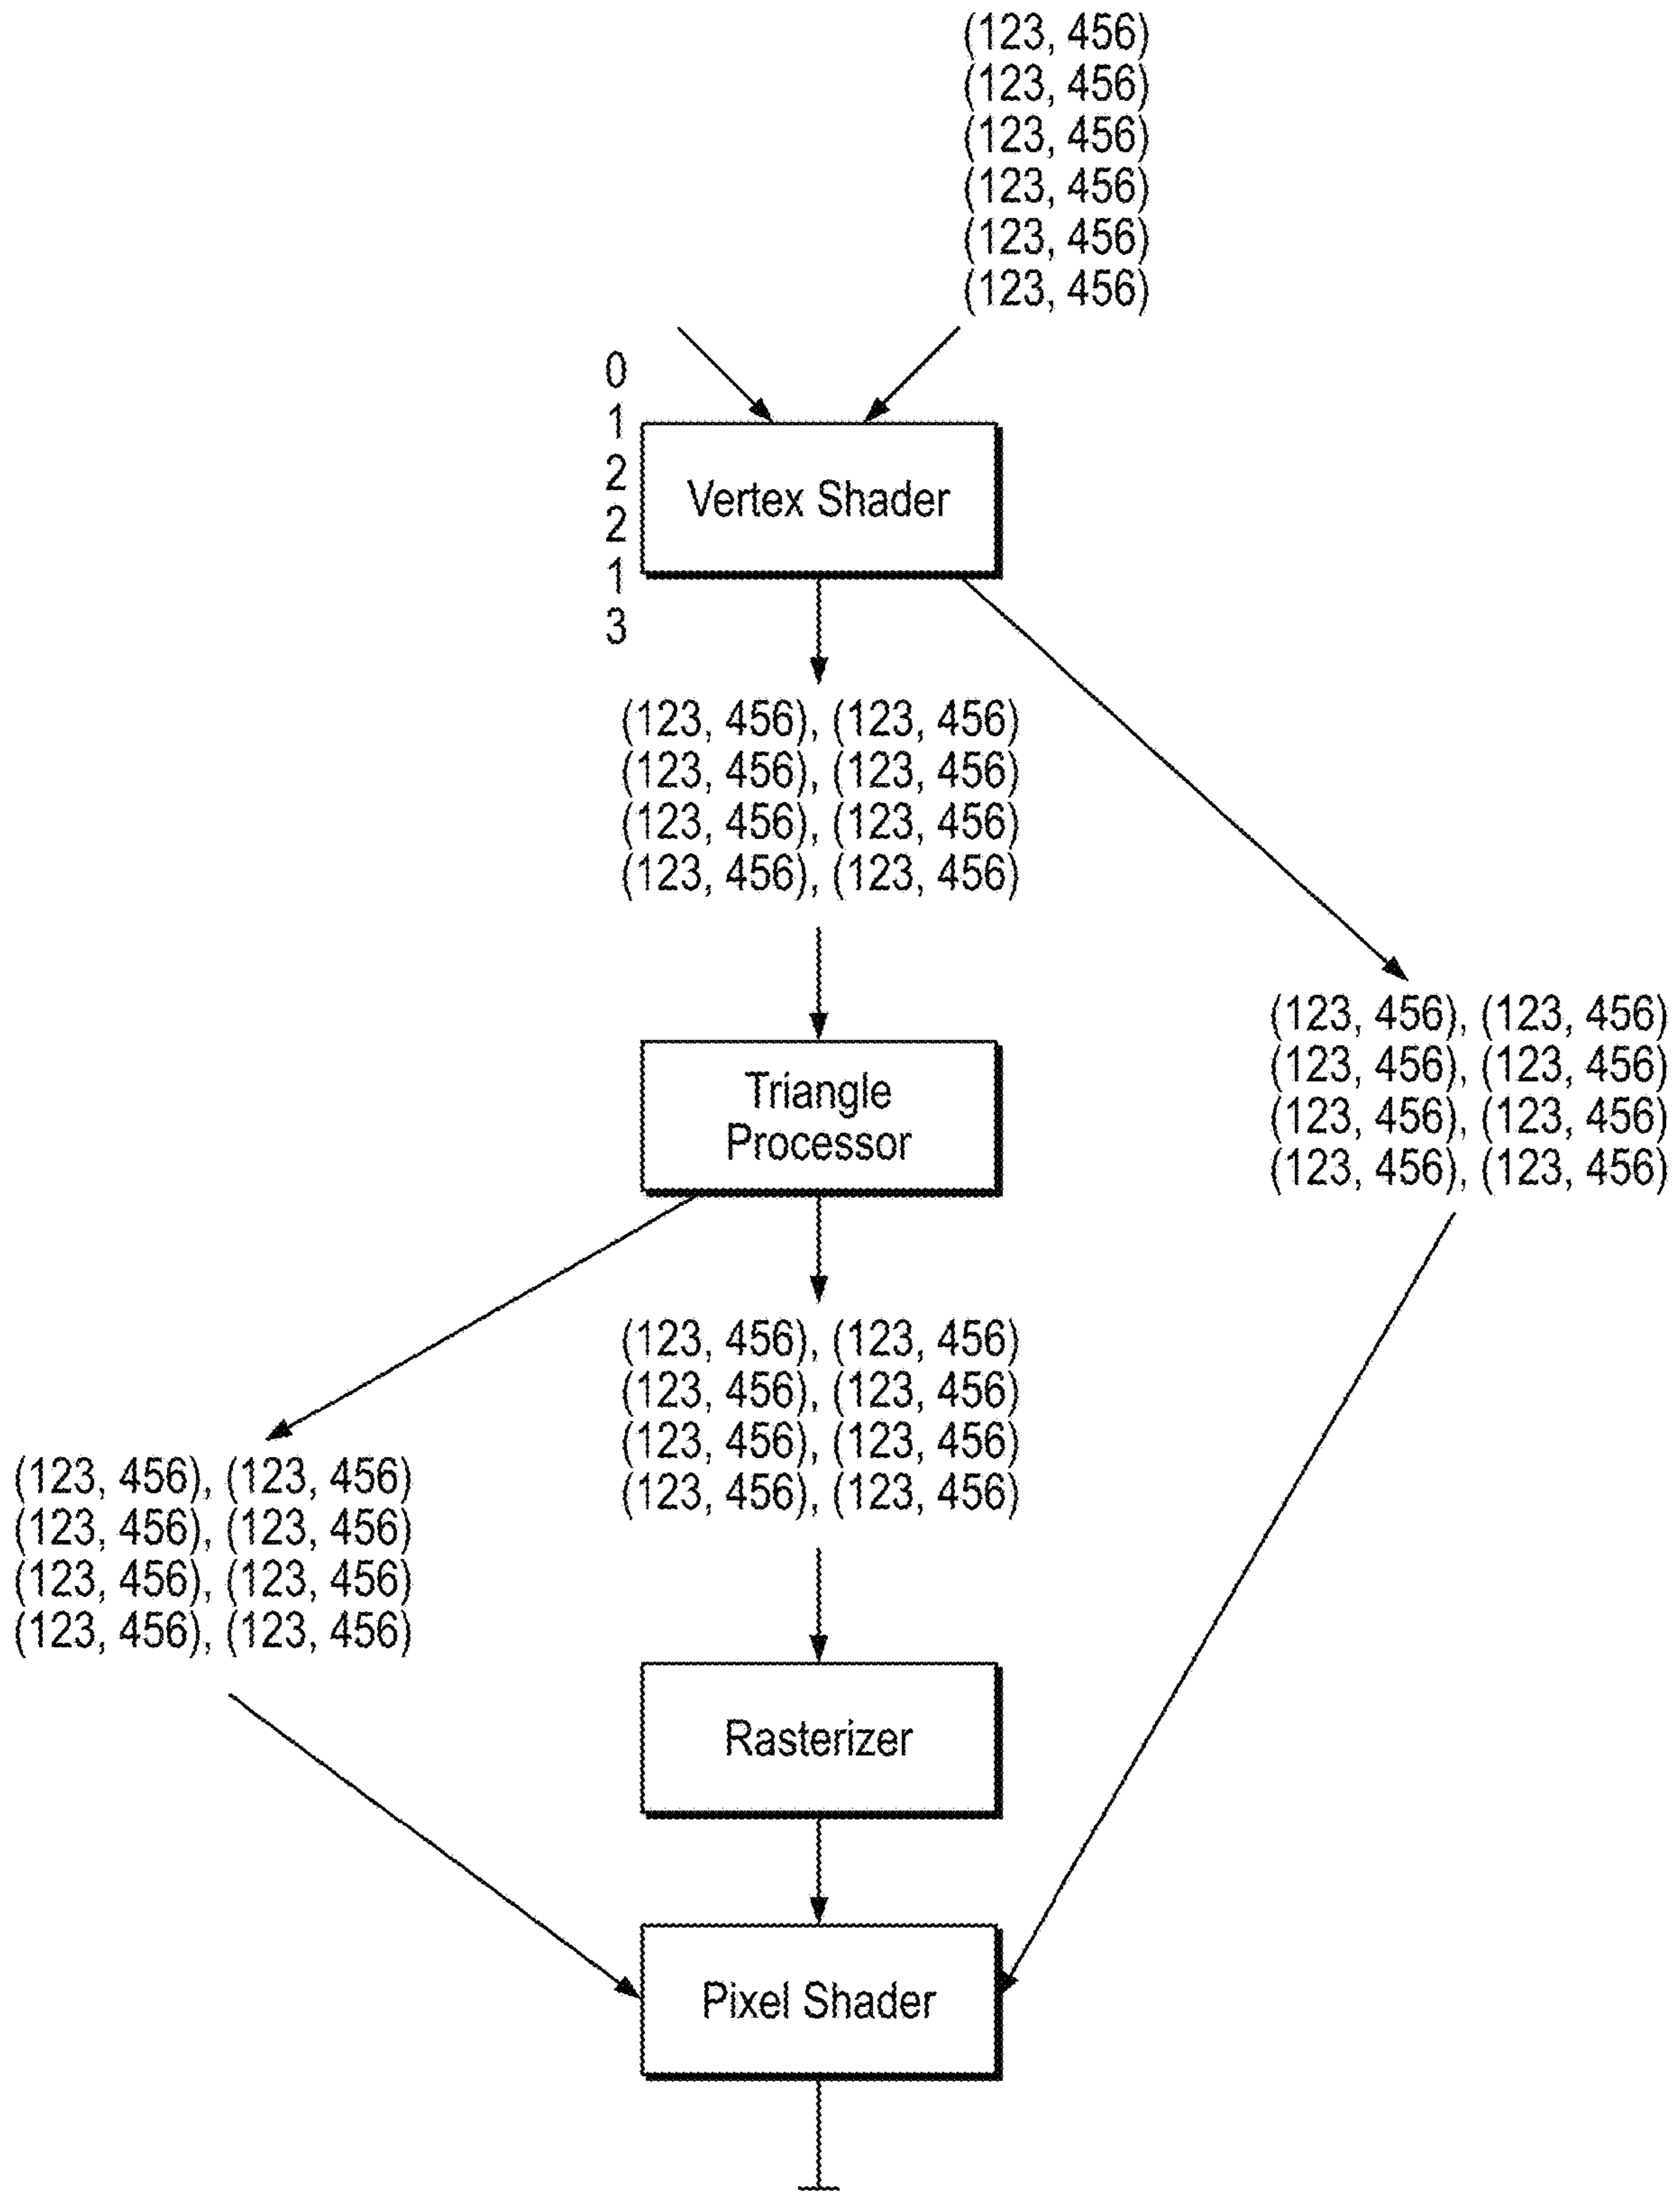 (123, 456)
(123, 456)
(123, 456)
(123, 456)
(123, 456)
(123, 456)
0
1
2
2
1
3
Vertex Shader
(123, 456), (123, 456)
(123, 456), (123, 456)
(123, 456), (123, 456)
(123, 456), (123, 456)
(123, 456), (123, 456)
(123, 456), (123, 456)
(123, 456), (123, 456)
(123, 456), (123, 456)
Triangle
Processor
(123, 456), (123, 456)
(123, 456), (123, 456)
(123, 456), (123, 456)
(123, 456), (123, 456)
(123, 456), (123, 456)
(123, 456), (123, 456)
(123, 456), (123, 456)
(123, 456), (123, 456)
Rasterizer
Pixel Shader